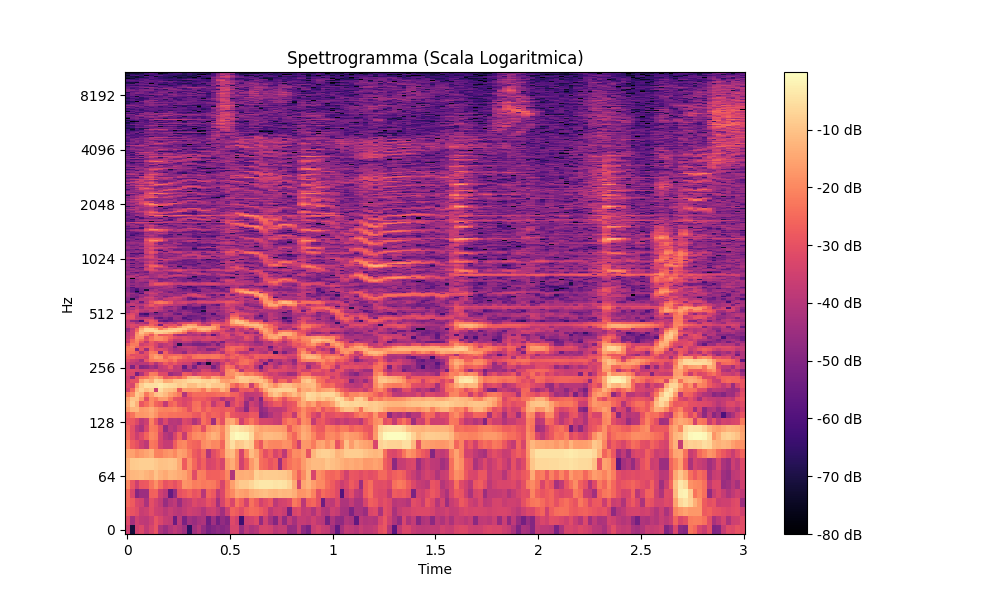 Spettrogramma (Scala Logaritmica)
8192
4096
2048
1024
512
256
128
64
0
Hz
0 0.5 1 1.5 2 2.5 3
Time
-10 dB
-20 dB
-30 dB
-40 dB
-50 dB
-60 dB
-70 dB
-80 dB